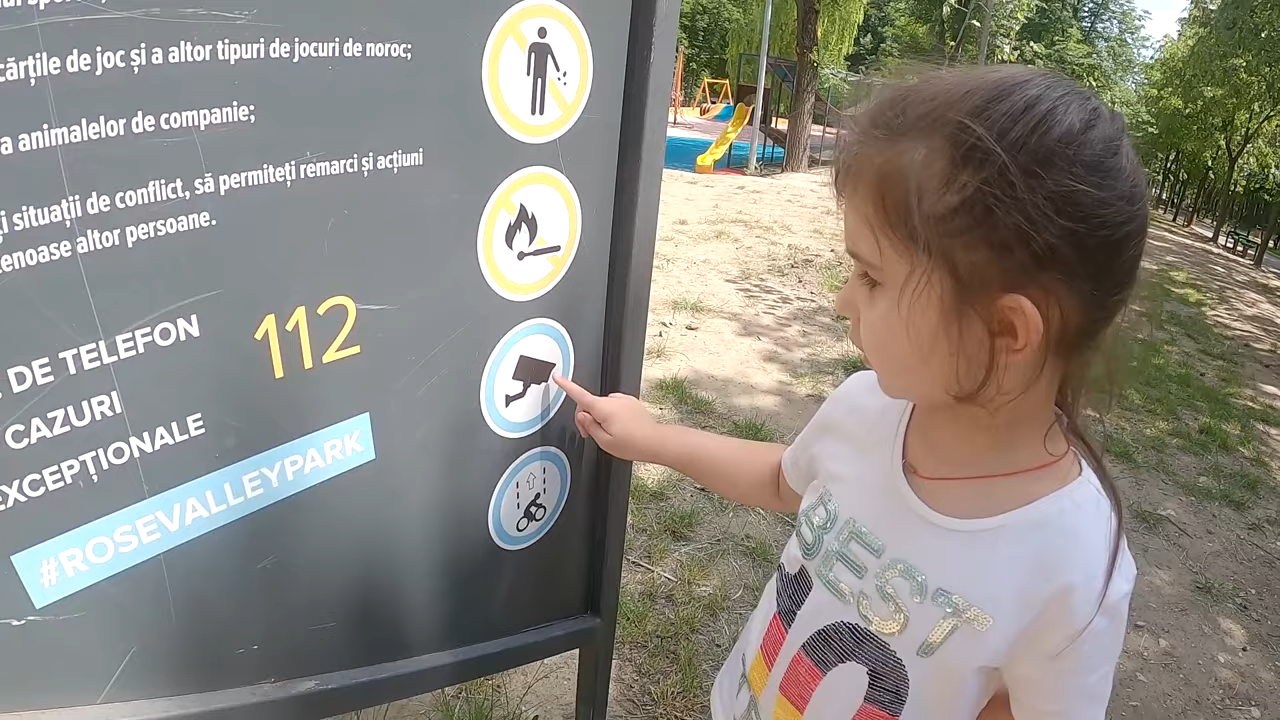 cărțile de joc și a altor tipuri de jocuri de noroc;
a animalelor de companie;
situații de conflict, să permiteți remarci și acțiuni
altor persoane.
DE TELEFON
112
CAZURI
EXCEPȚIONALE
#ROSEVALLEYPARK
BEST